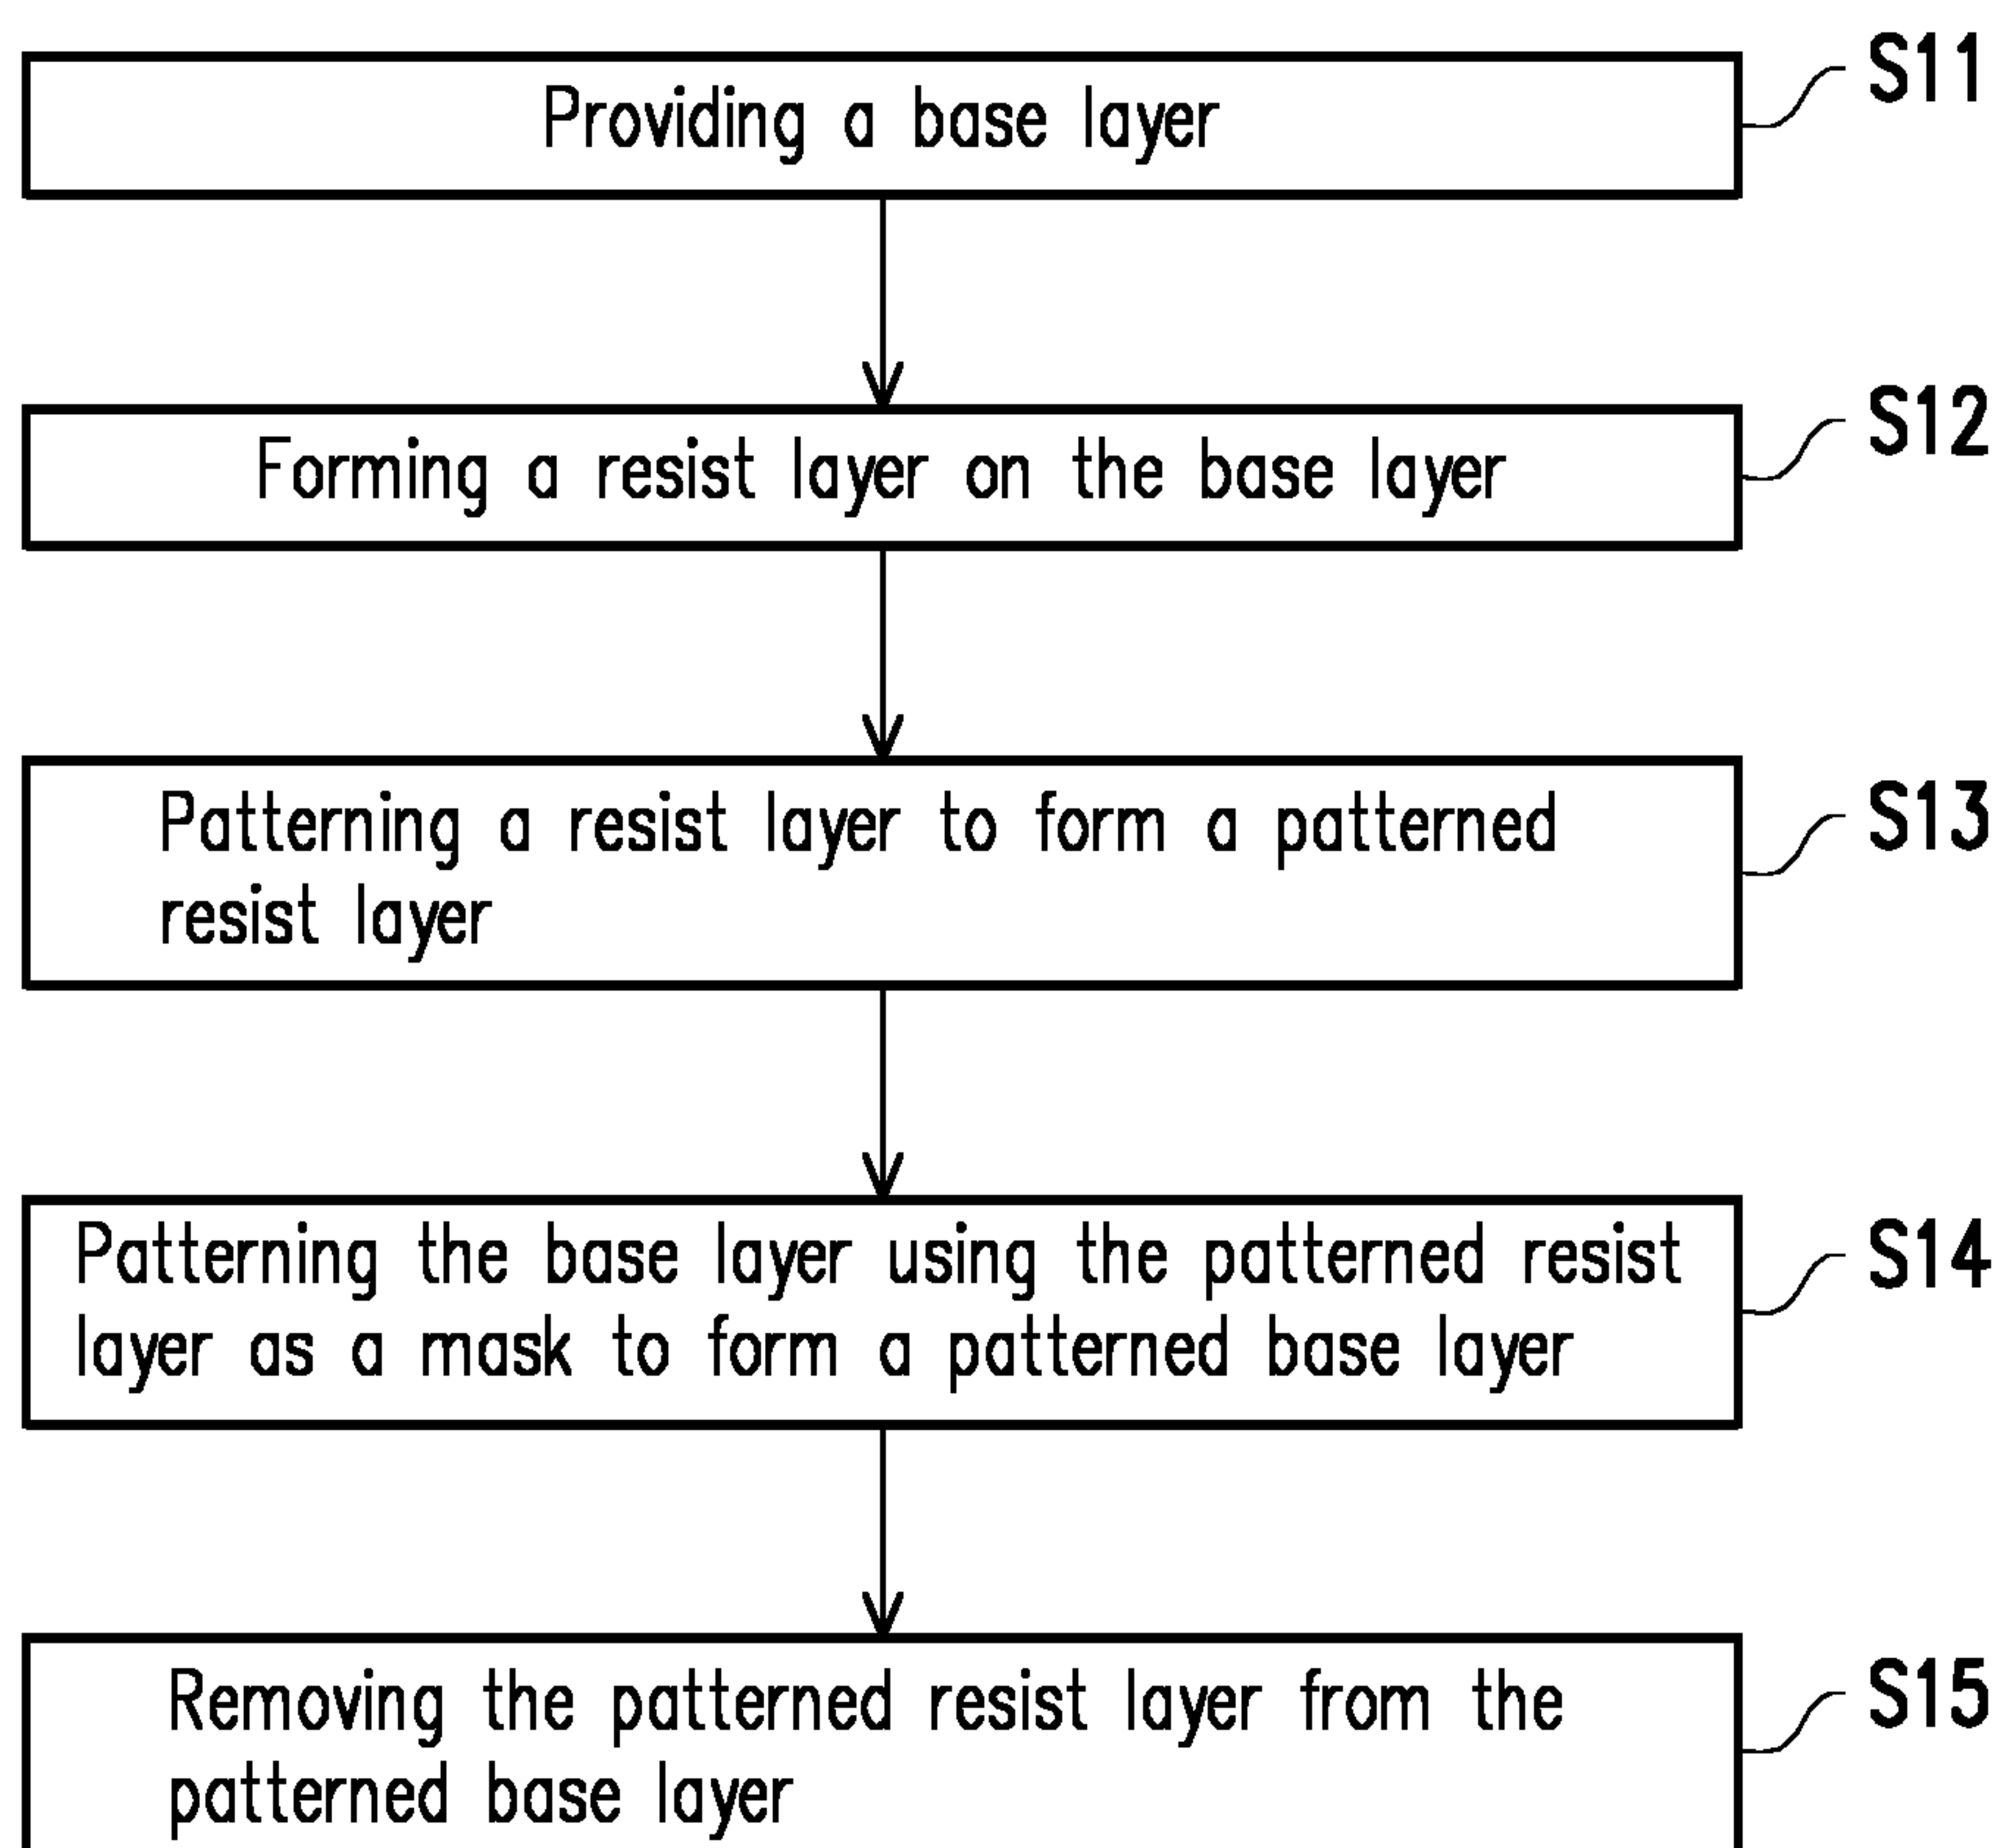 Providing a base layer
S11
Forming a resist layer on the base layer
S12
Patterning a resist layer to form a patterned
resist layer
S13
Patterning the base layer using the patterned resist
layer as a mask to form a patterned base layer
S14
Removing the patterned resist layer from the
patterned base layer
S15